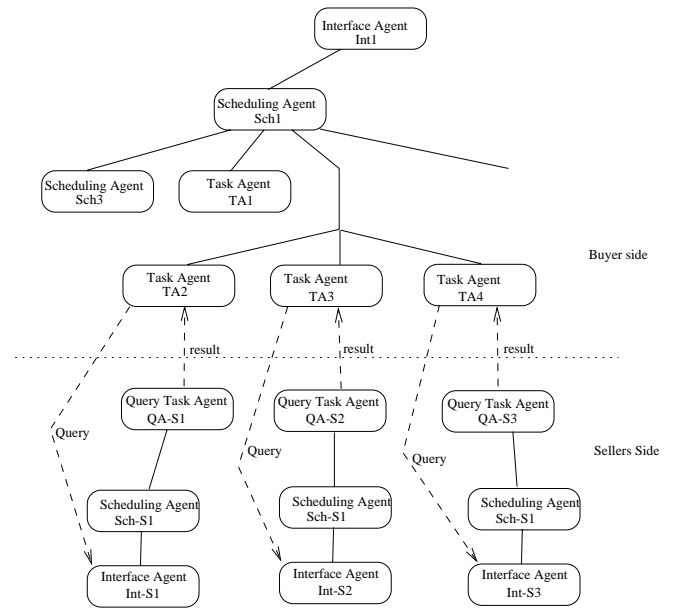 Interface Agent
Int1
Scheduling Agent
Sch1
Scheduling Agent
Sch3
Task Agent
TA1
Buyer side
Task Agent
TA2
Task Agent
TA3
Task Agent
TA4
result
result
result
Query Task Agent
QA-S1
Query Task Agent
QA-S2
Query Task Agent
QA-S3
Query
Query
Query
Sellers Side
Scheduling Agent
Sch-S1
Scheduling Agent
Sch-S1
Scheduling Agent
Sch-S1
Interface Agent
Int-S1
Interface Agent
Int-S2
Interface Agent
Int-S3